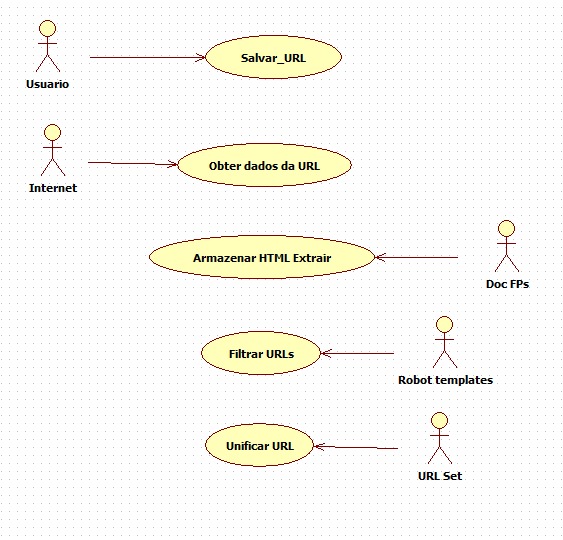 Salvar_URL
Usuario
Obter dados da URL
Internet
Armazenar HTML Extrair
Doc FPs
Filtrar URLs
Robot templates
Unificar URL
URL Set